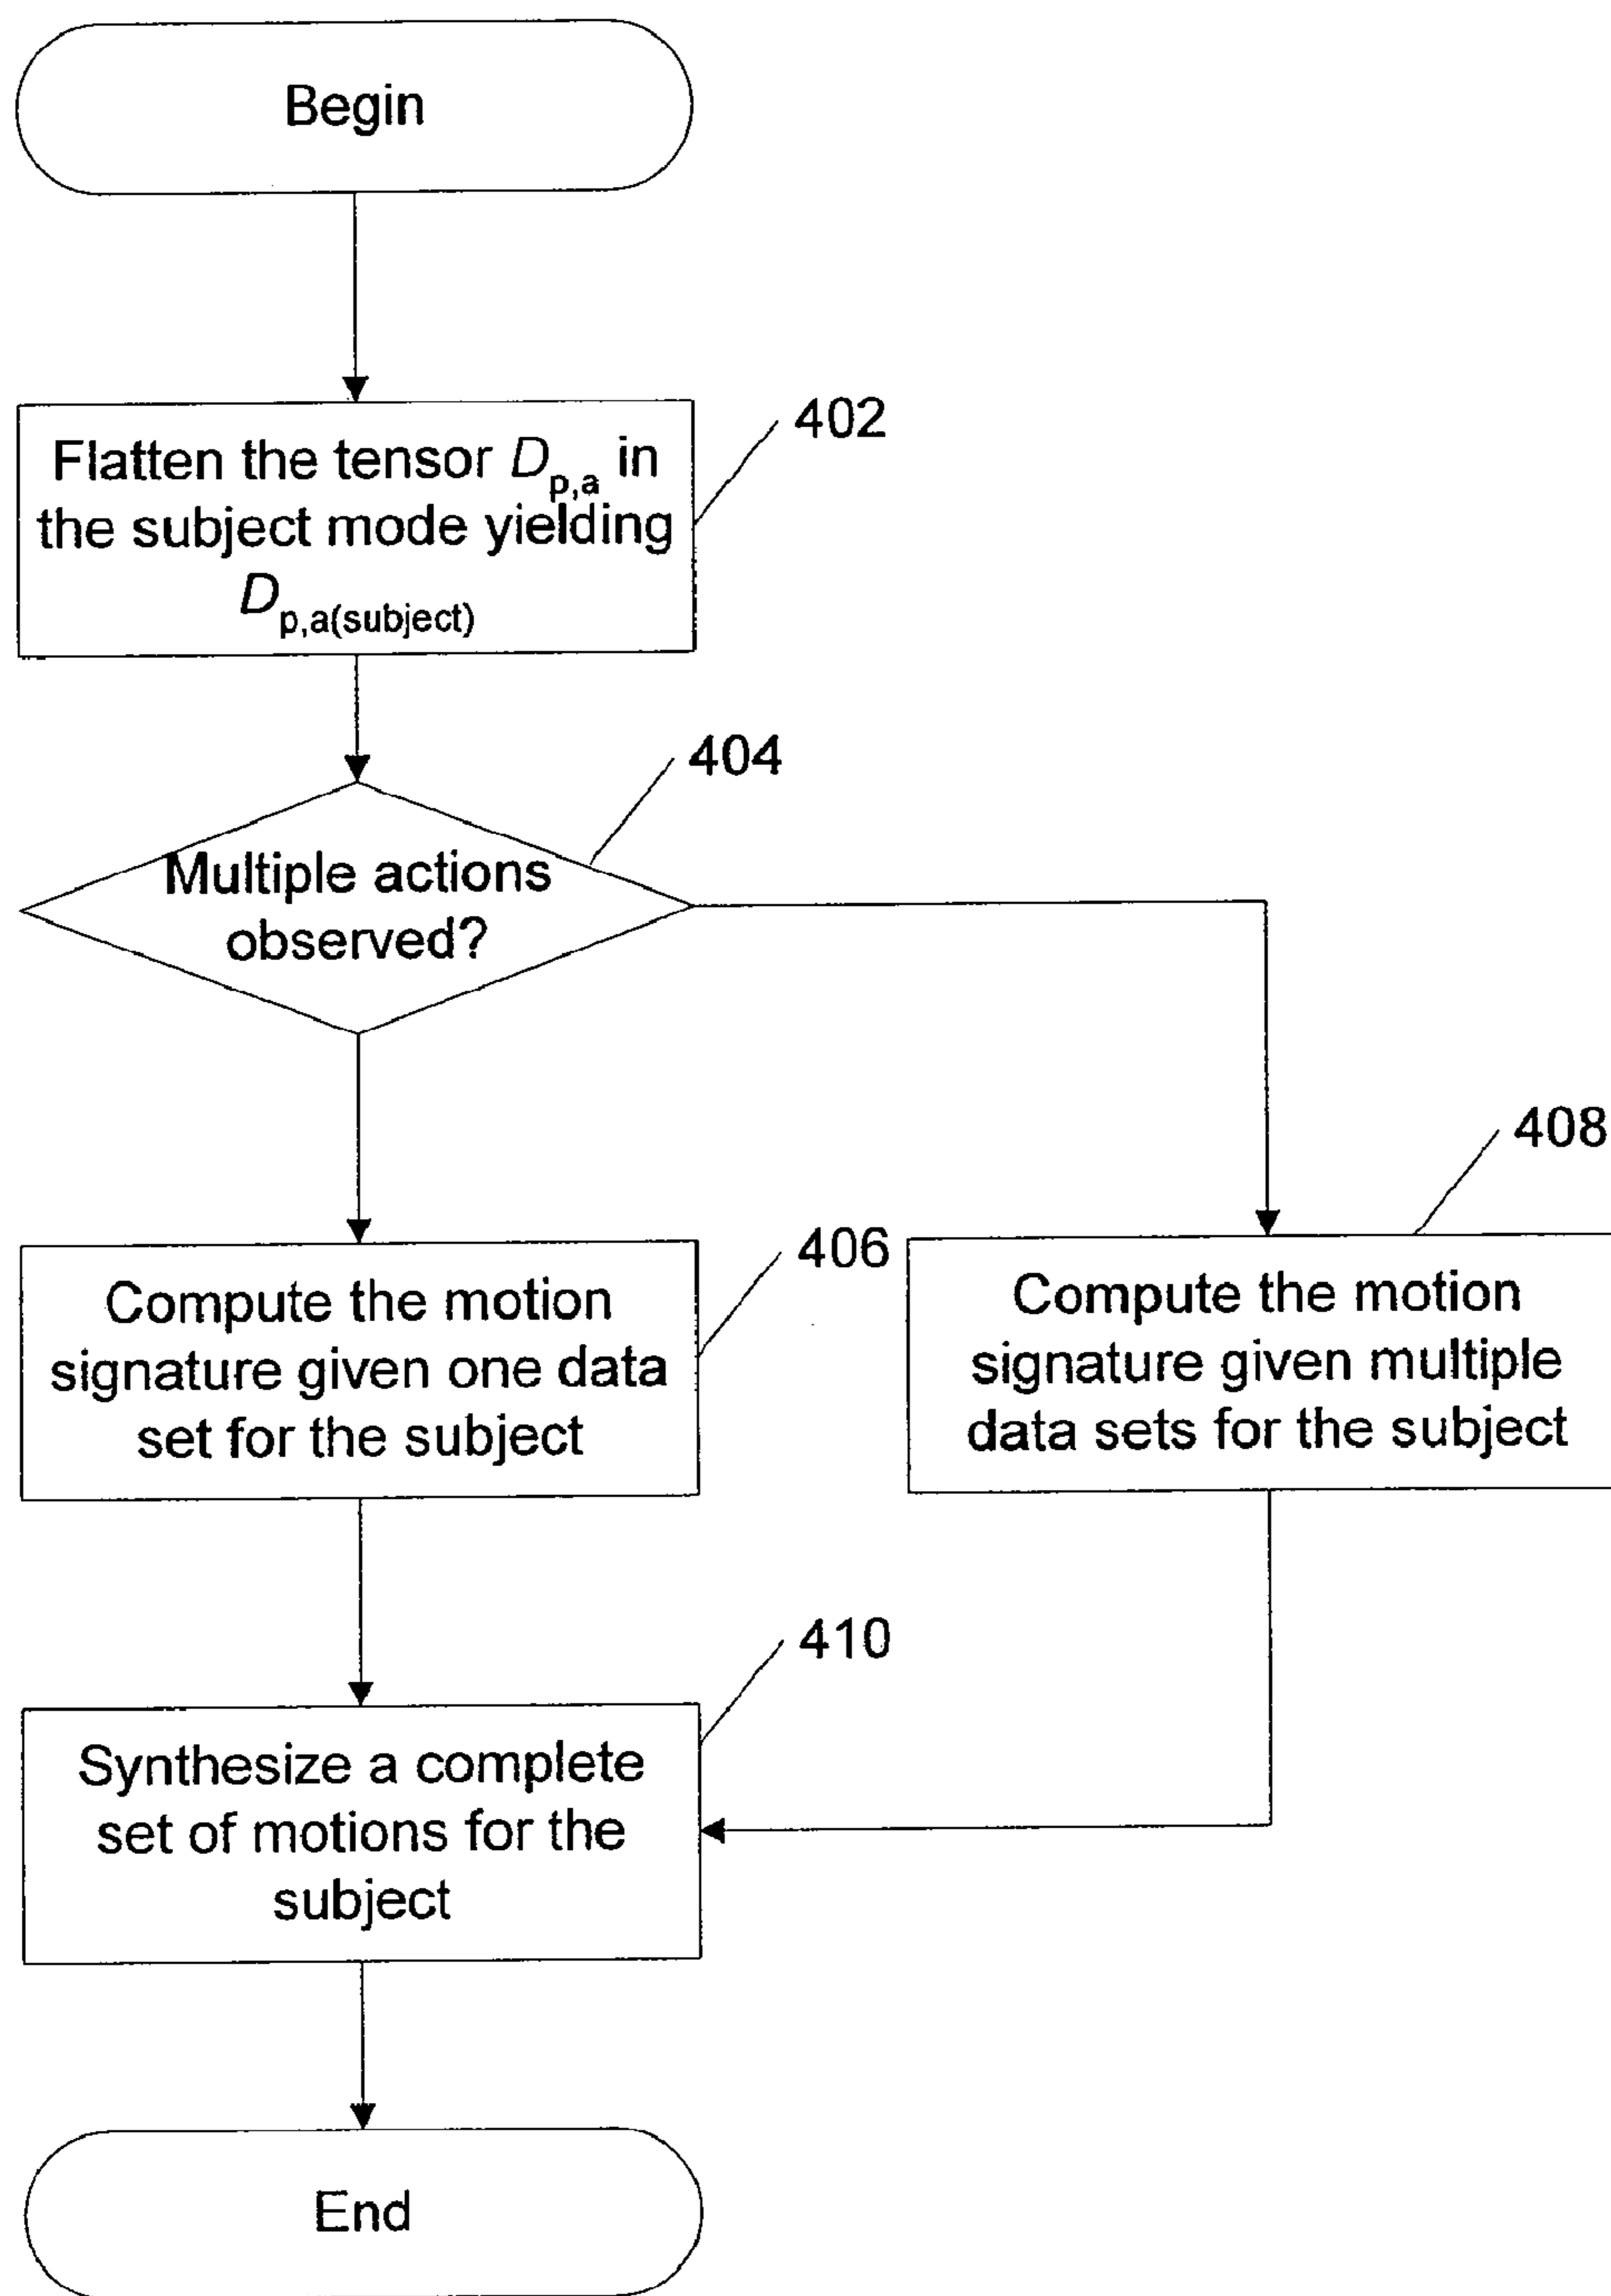 Begin
402
Flatten the tensor D_p,a in
the subject mode yielding
D_p,a(subject)
404
Multiple actions
observed?
406
Compute the motion
signature given one data
set for the subject
408
Compute the motion
signature given multiple
data sets for the subject
410
Synthesize a complete
set of motions for the
subject
End